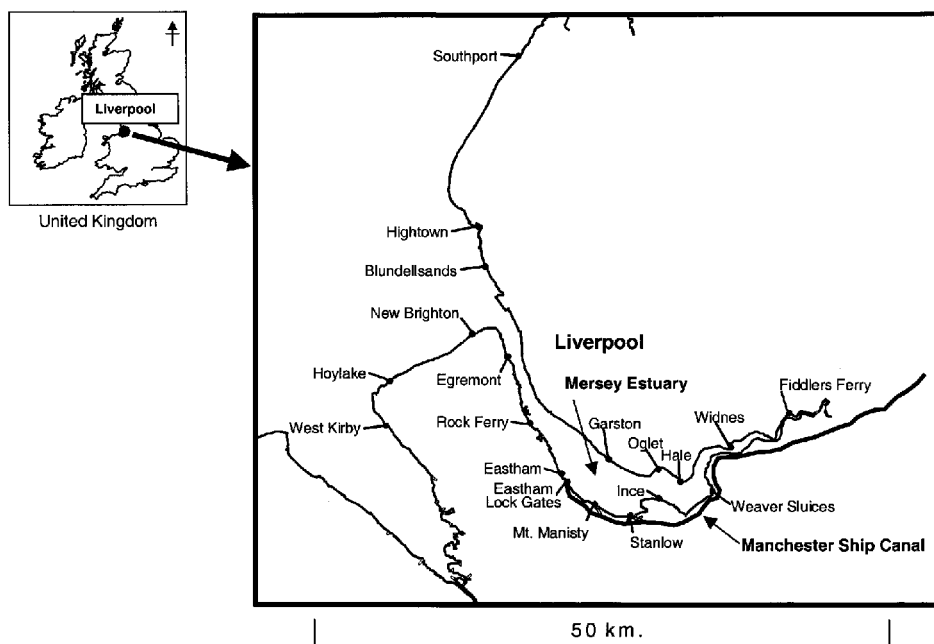 Liverpool
United Kingdom
Southport
Hightown
Blundellsands
New Brighton
Liverpool
Hoylake
Egremont
Mersey Estuary
Fiddlers Ferry
West Kirby
Rock Ferry
Garston
Widnes
Oglet
Hale
Eastham
Eastham
Lock Gates
Ince
Weaver Sluices
Mt. Manisty
Stanlow
Manchester Ship Canal
50 km.